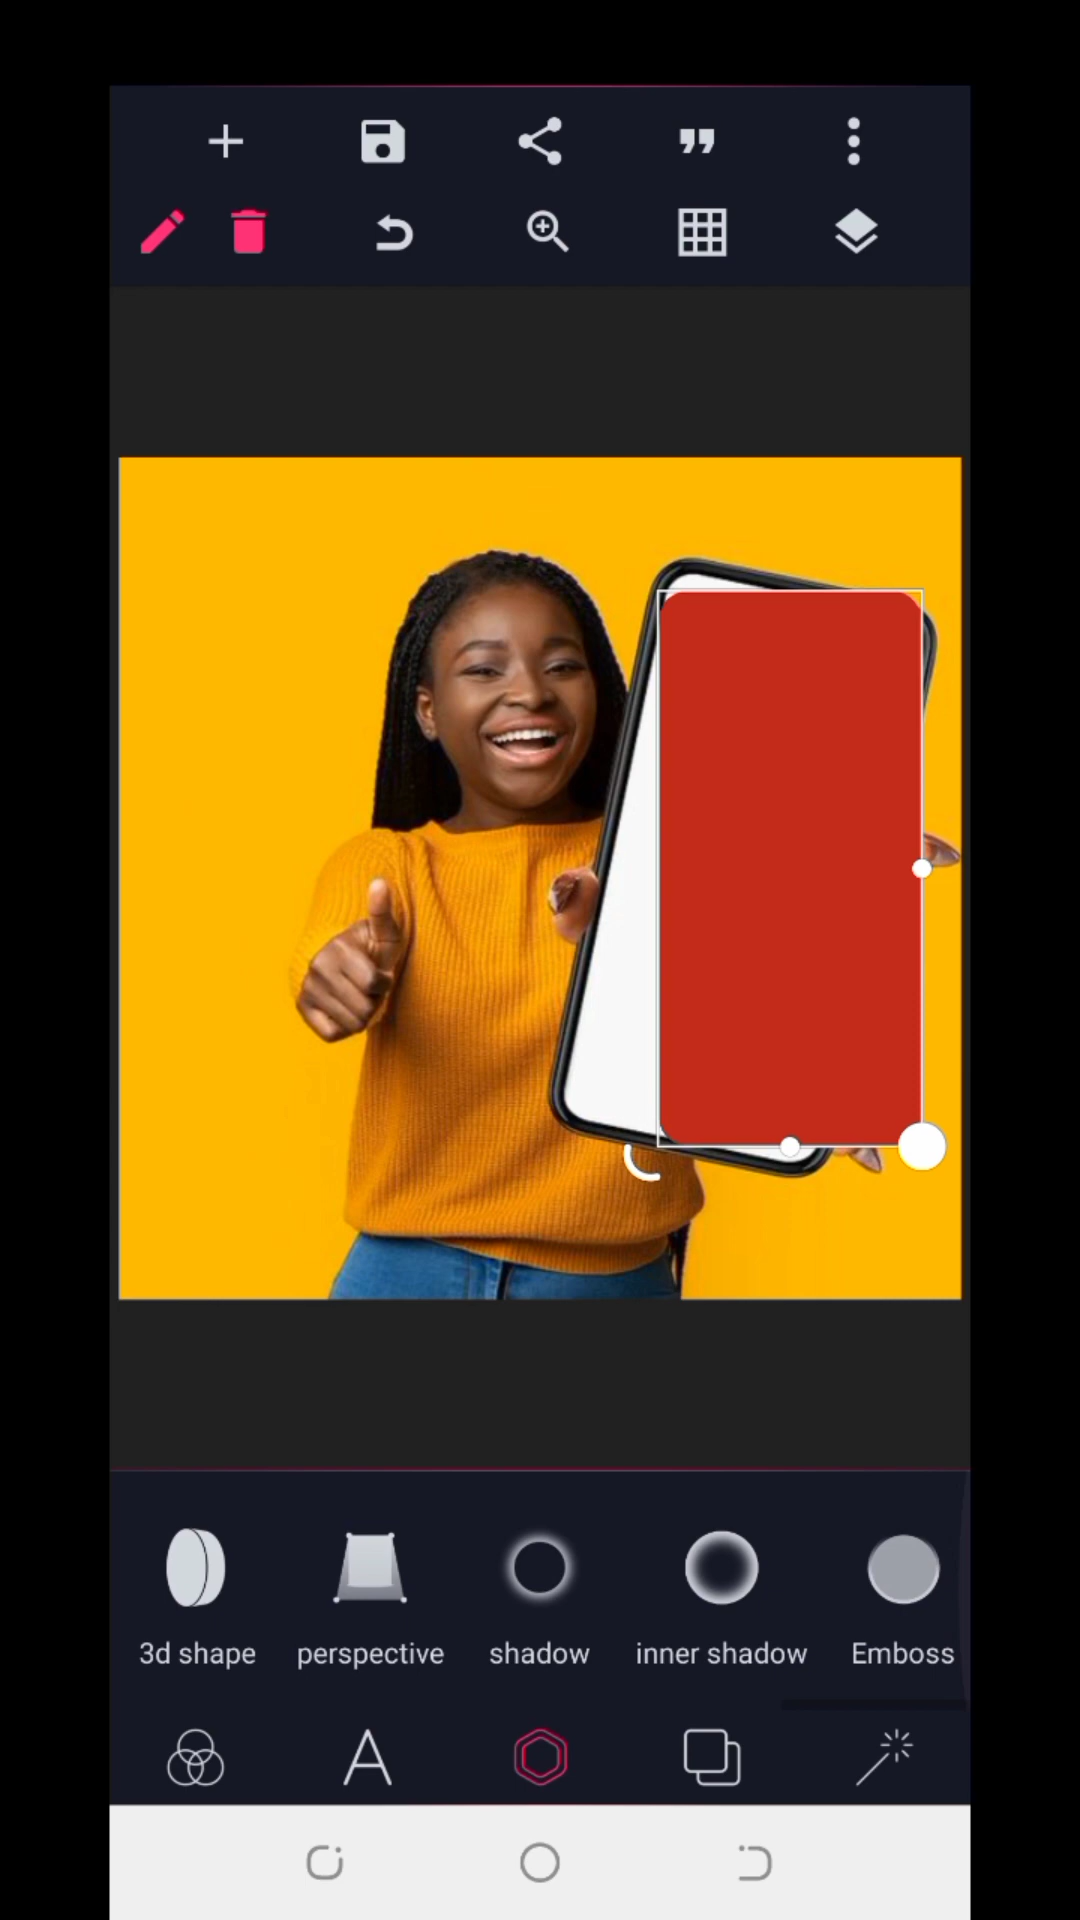 3d shape
perspective
shadow
inner shadow
Emboss